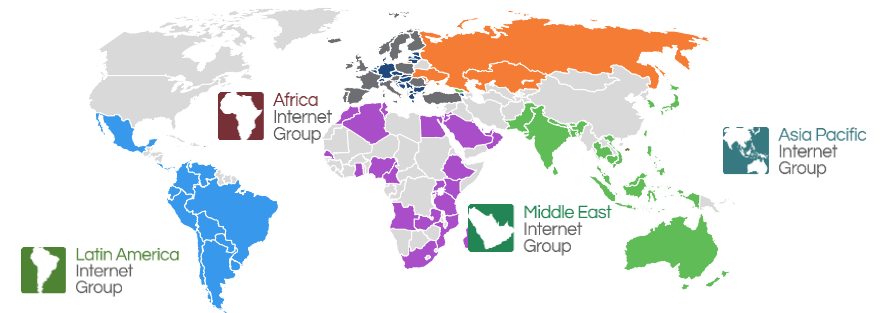 Africa
Internet
Group
Asia Pacific
Internet
Group
Middle East
Internet
Group
Latin America
Internet
Group